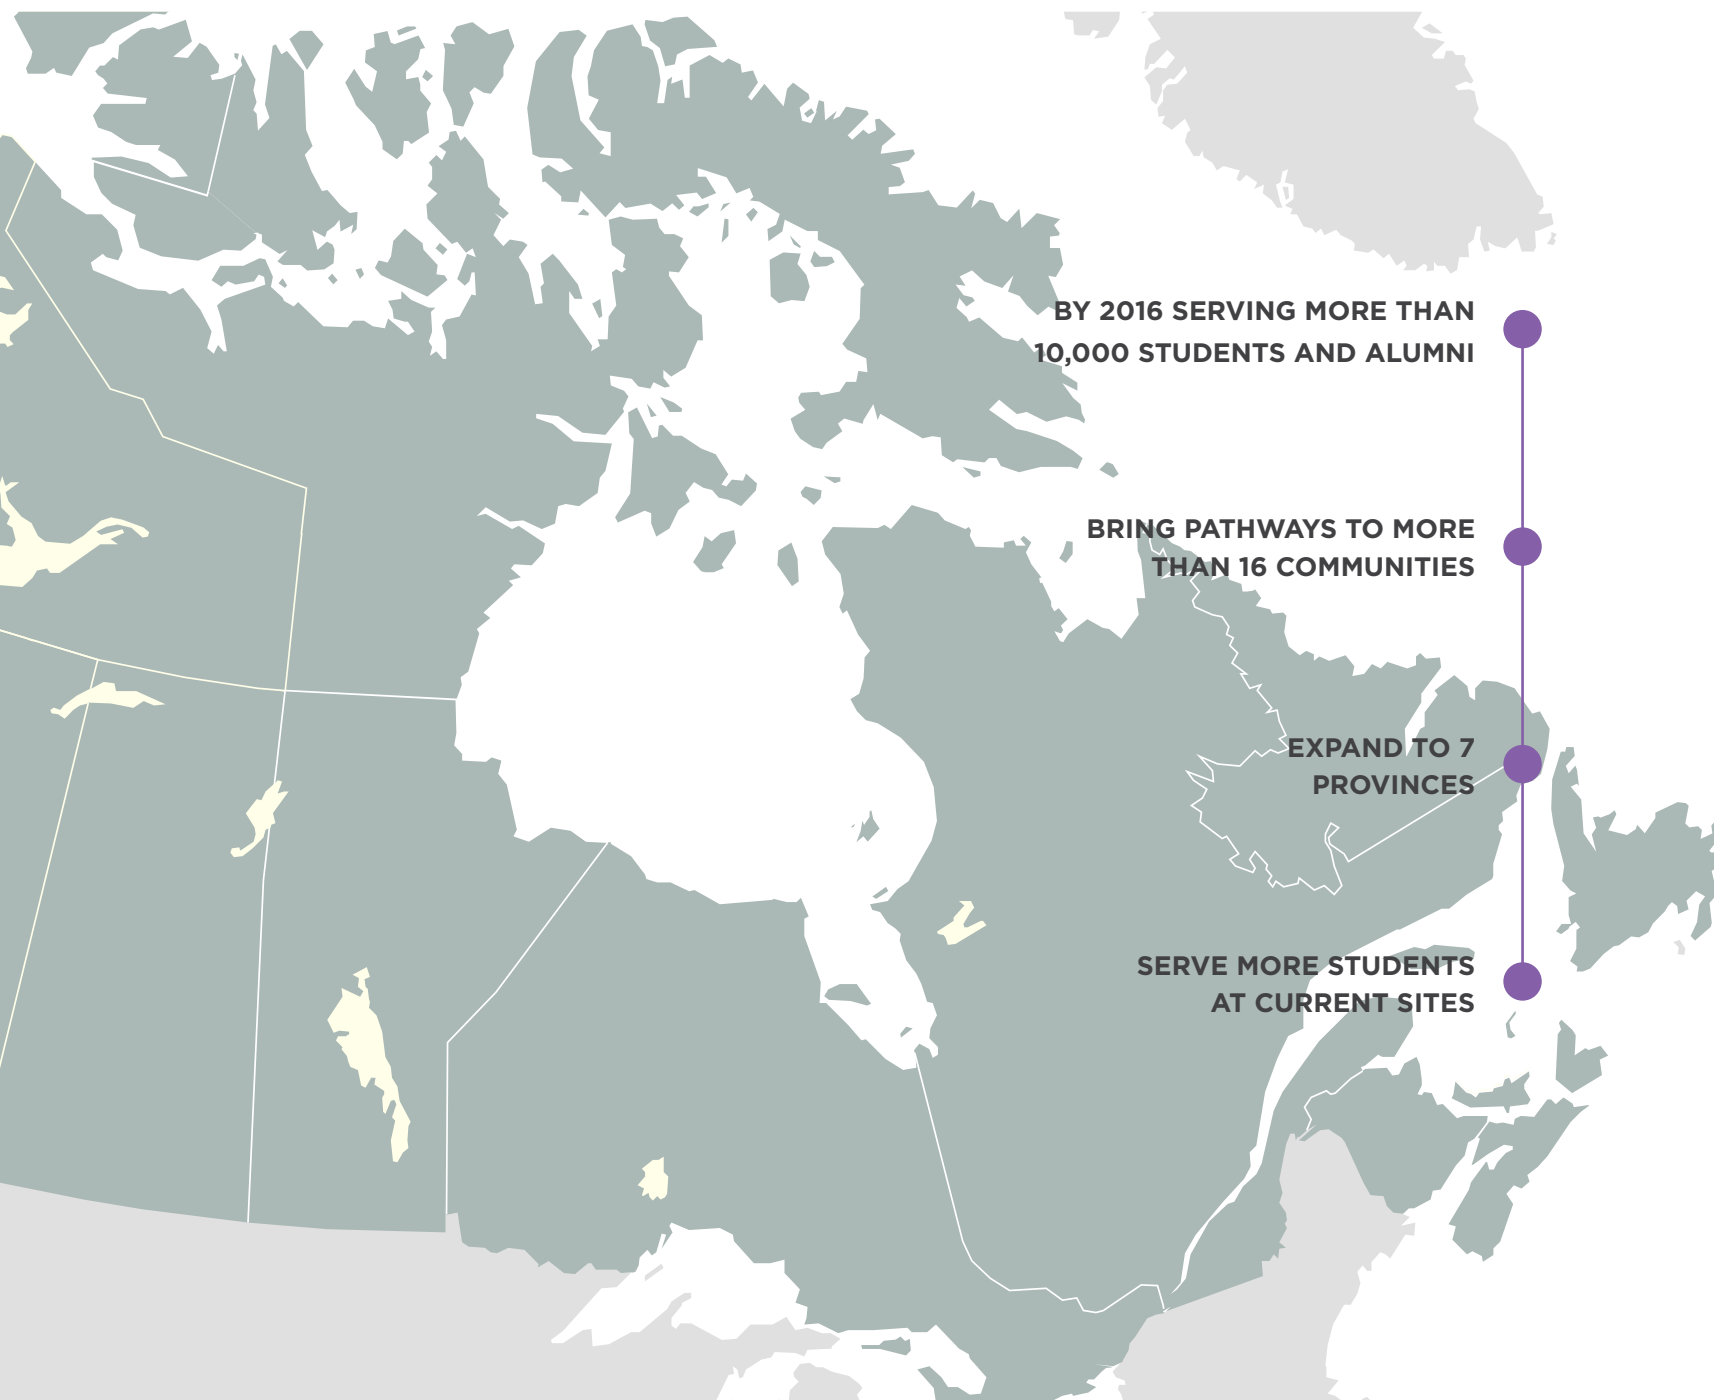 BY 2016 SERVING MORE THAN
10,000 STUDENTS AND ALUMNI
BRING PATHWAYS TO MORE
THAN 16 COMMUNITIES
EXPAND TO 7
PROVINCES
SERVE MORE STUDENTS
AT CURRENT SITES